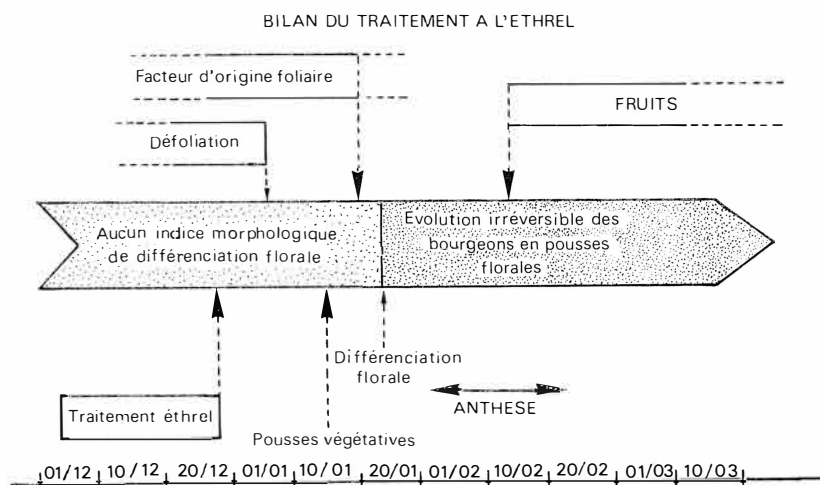 BILAN DU TRAITEMENT A L'ETHREL
Facteur d'origine foliaire
FRUITS
Défoliation
Aucun indice morphologique
de différenciation florale
Evolution irréversible des
bourgeons en pousses
florales
Différenciation
florale
Traitement éthrel
ANTHESE
Pousses végétatives
01/12 10/12 20/12 01/01 10/01 20/01 01/02 10/02 20/02 01/03 10/03